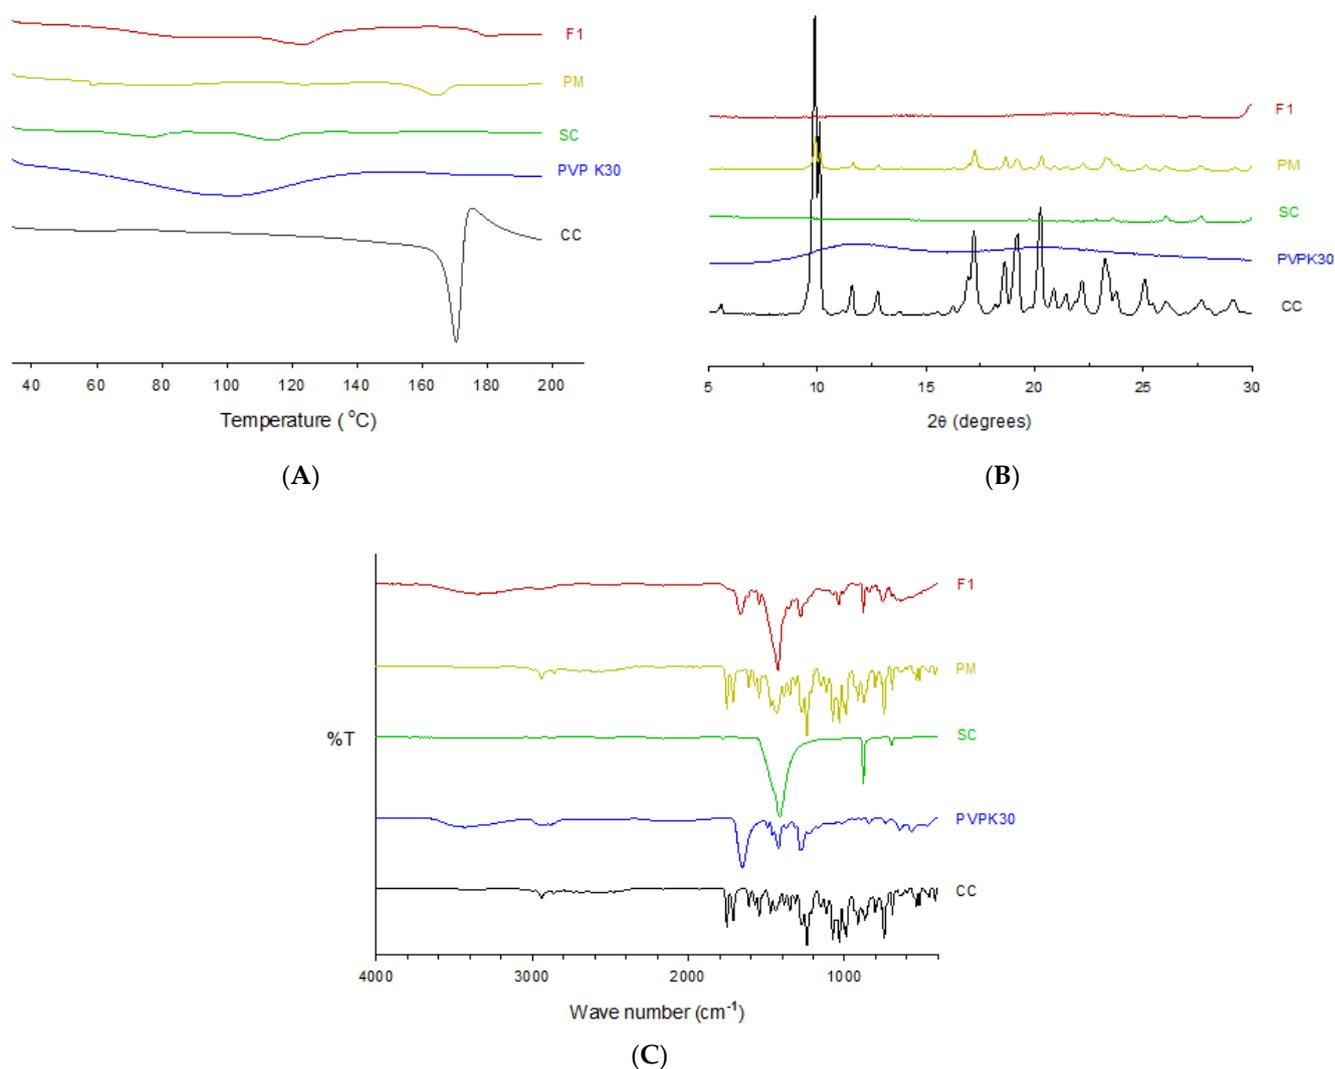 F1
PM
SC
PVP K30
CC
40 60 80 100 120 140 160 180 200
Temperature ( °C)
(A)
F1
PM
SC
PVPK30
CC
5 10 15 20 25 30
2θ (degrees)
(B)
F1
PM
%T
SC
PVPK30
CC
4000 3000 2000 1000
Wave number (cm⁻¹)
(C)